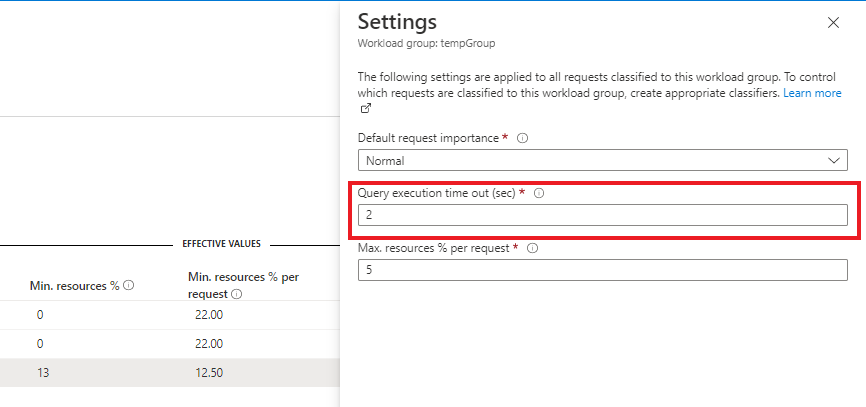 Settings
Workload group: tempGroup
The following settings are applied to all requests classified to this workload group. To control
which requests are classified to this workload group, create appropriate classifiers. Learn more
Default request importance *
Normal
Query execution time out (sec) *
2
Max. resources % per request *
5
EFFECTIVE VALUES
Min. resources %
Min. resources % per
request
0 22.00
0 22.00
13 12.50